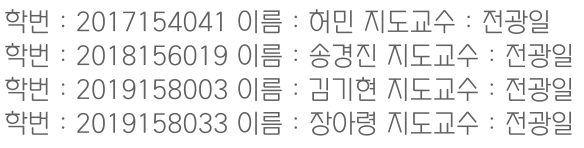 학번 : 2017154041 이름 : 허민 지도교수 : 전광일
학번 : 2018156019 이름 : 송경진 지도교수 : 전광일
학번 : 2019158003 이름 : 김기현 지도교수 : 전광일
학번 : 2019158033 이름 : 장아령 지도교수 : 전광일